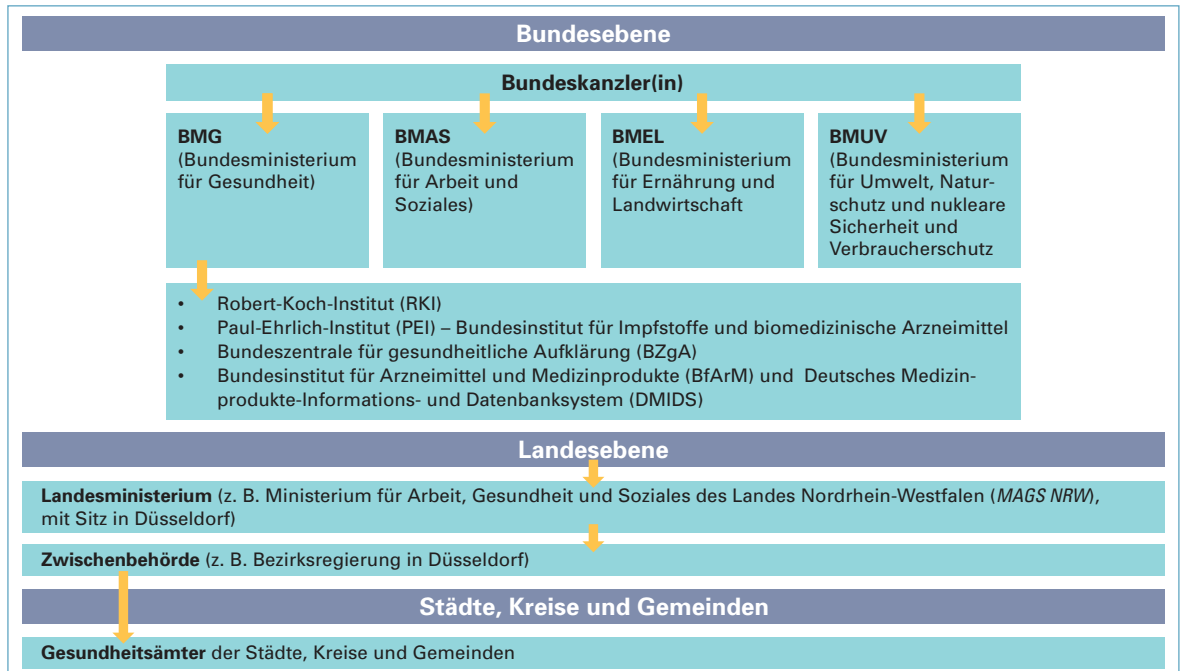 Bundesebene
Bundeskanzler(in)
BMG
(Bundesministerium
für Gesundheit)
BMAS
(Bundesministerium
für Arbeit und
Soziales)
BMEL
(Bundesministerium
für Ernährung und
Landwirtschaft
BMUV
(Bundesministerium
für Umwelt, Natur-
schutz und nukleare
Sicherheit und
Verbraucherschutz
• Robert-Koch-Institut (RKI)
• Paul-Ehrlich-Institut (PEI) – Bundesinstitut für Impfstoffe und biomedizinische Arzneimittel
• Bundeszentrale für gesundheitliche Aufklärung (BZgA)
• Bundesinstitut für Arzneimittel und Medizinprodukte (BfArM) und Deutsches Medizin-
produkte-Informations- und Datenbanksystem (DMIDS)
Landesebene
Landesministerium (z. B. Ministerium für Arbeit, Gesundheit und Soziales des Landes Nordrhein-Westfalen (MAGS NRW),
mit Sitz in Düsseldorf)
Zwischenbehörde (z. B. Bezirksregierung in Düsseldorf)
Städte, Kreise und Gemeinden
Gesundheitsämter der Städte, Kreise und Gemeinden